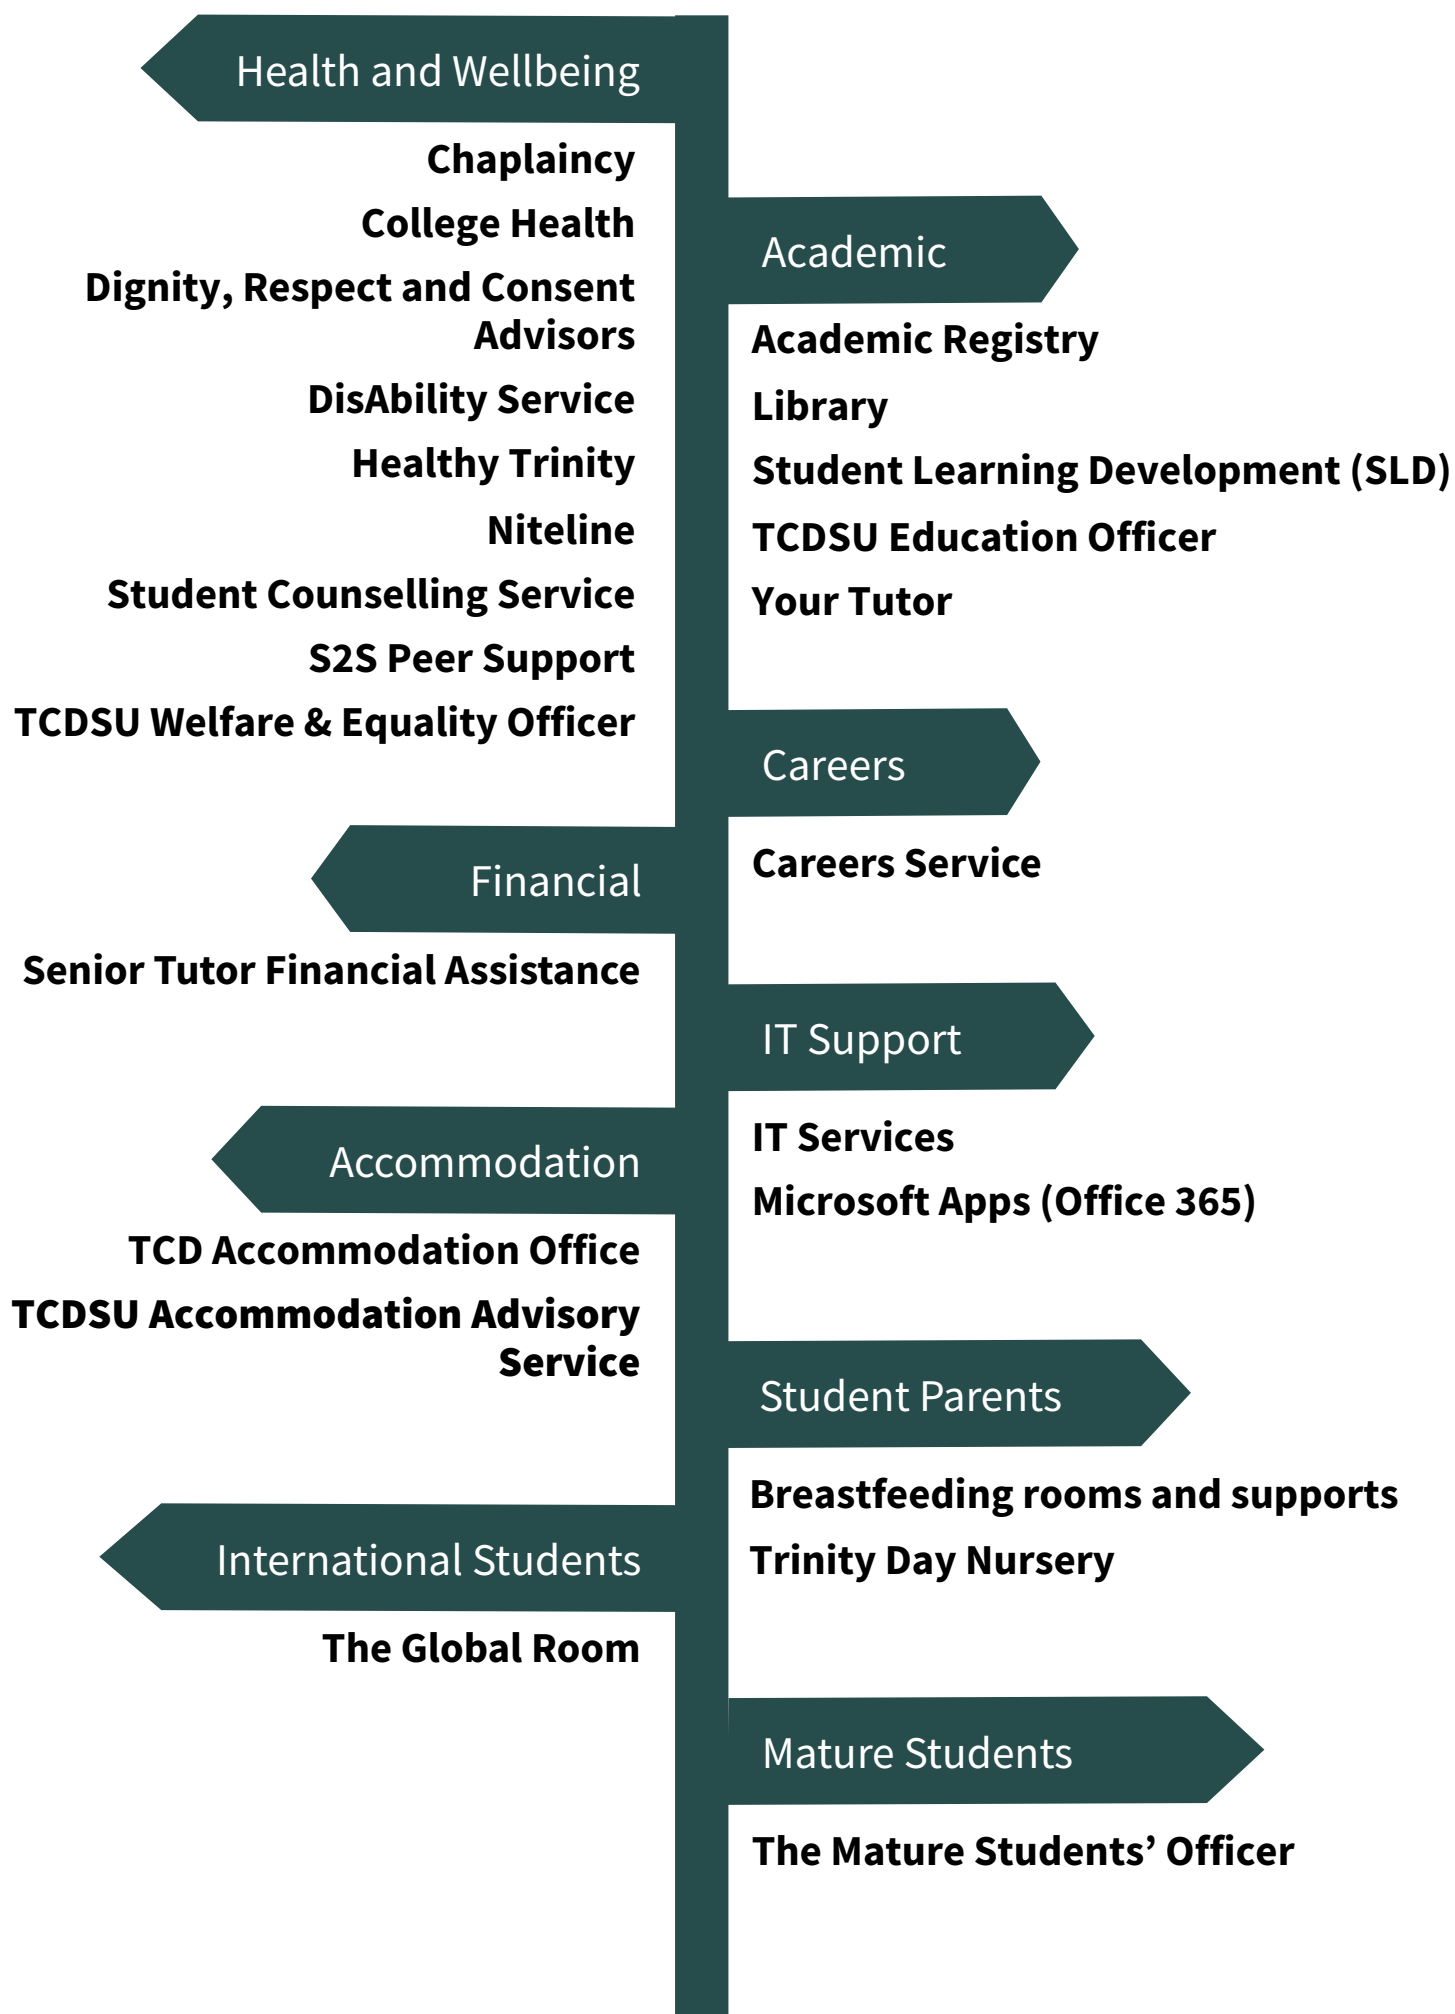 Health and Wellbeing
Chaplaincy
College Health
Dignity, Respect and Consent
Advisors
DisAbility Service
Healthy Trinity
Niteline
Student Counselling Service
S2S Peer Support
TCDSU Welfare & Equality Officer
Financial
Senior Tutor Financial Assistance
Accommodation
TCD Accommodation Office
TCDSU Accommodation Advisory
Service
International Students
The Global Room
Academic
Academic Registry
Library
Student Learning Development (SLD)
TCDSU Education Officer
Your Tutor
Careers
Careers Service
IT Support
IT Services
Microsoft Apps (Office 365)
Student Parents
Breastfeeding rooms and supports
Trinity Day Nursery
Mature Students
The Mature Students’ Officer